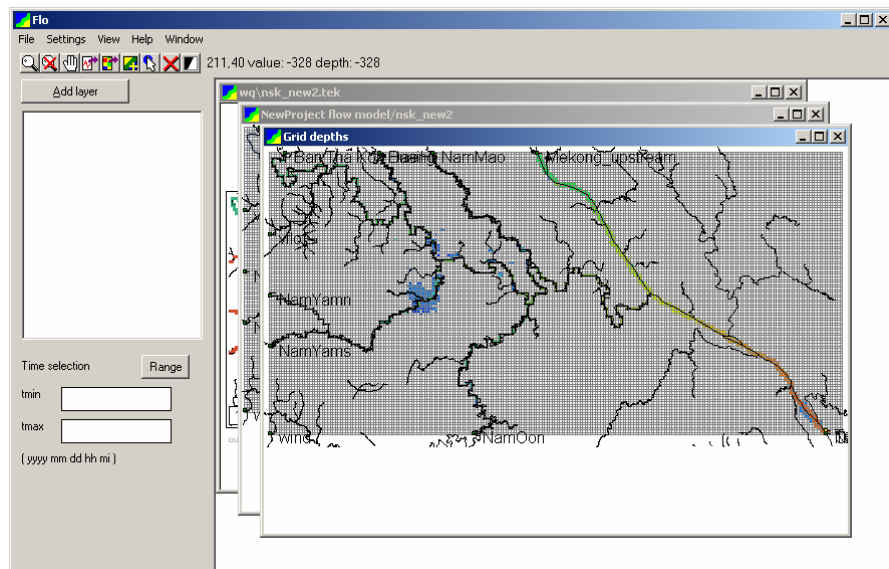 Flo
File Settings View Help Window
211,40 value: -328 depth: -328
Add layer
wq\nsk_new2.tek
NewProject flow model/nsk_new2
Grid depths
NamMao Mekong_upstream
NamYamn
NamYams
NamOon
Time selection Range
tmin
tmax
( yyyy mm dd hh mi )